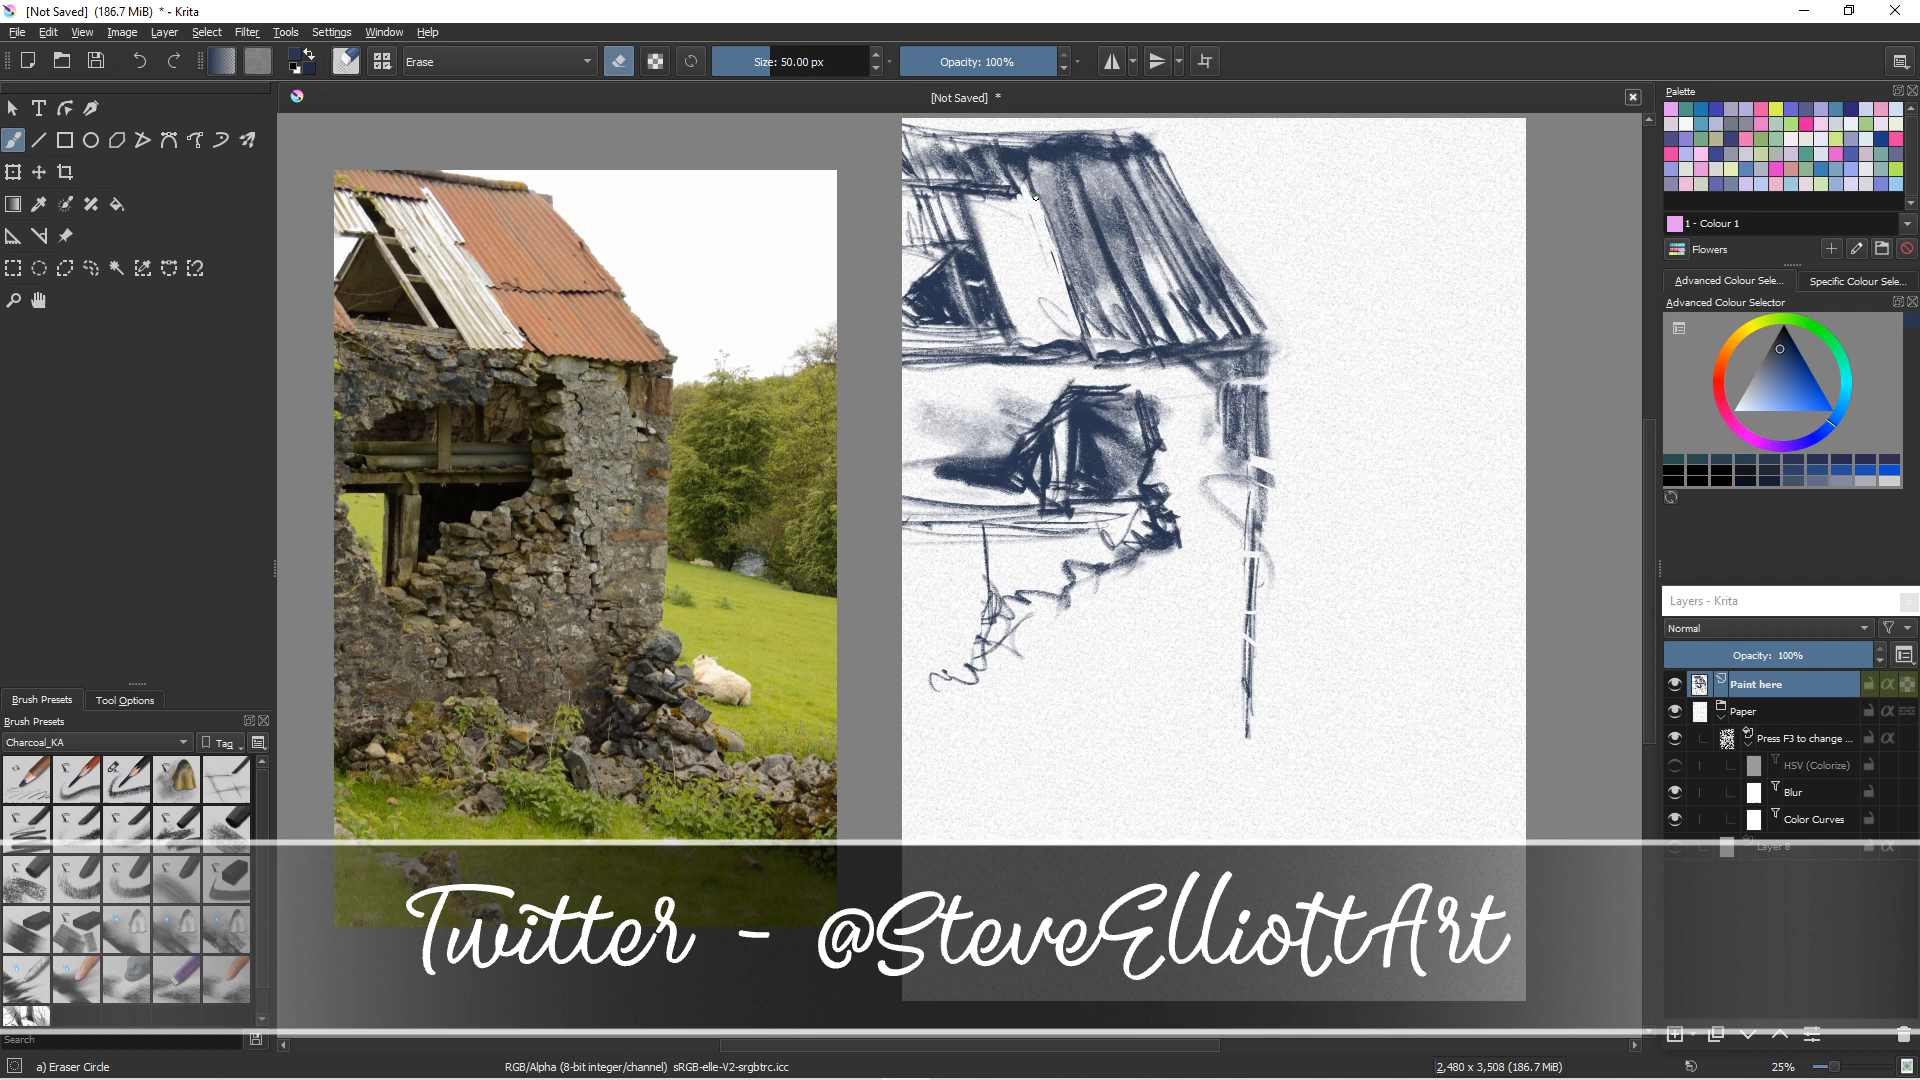 [Not Saved] (186.7 MiB) * - Krita
File Edit View Image Layer Select Filter Tools Settings Window Help
Erase
Size: 50.00 px
Opacity: 100%
[Not Saved] *
Palette
1 - Colour 1
Flowers
Advanced Colour Sele...
Specific Colour Sele...
Advanced Colour Selector
Layers - Krita
Normal
Opacity: 100%
Paint here
Paper
Press F3 to change ...
HSV (Colorize)
Blur
Color Curves
Layer 8
Brush Presets
Tool Options
Brush Presets
Charcoal_KA
Tag
Search
Twitter - @SteveElliottArt
a) Eraser Circle
RGB/Alpha (8-bit integer/channel) sRGB-elle-V2-srgbtrc.icc
2,480 x 3,508 (186.7 MiB)
25%